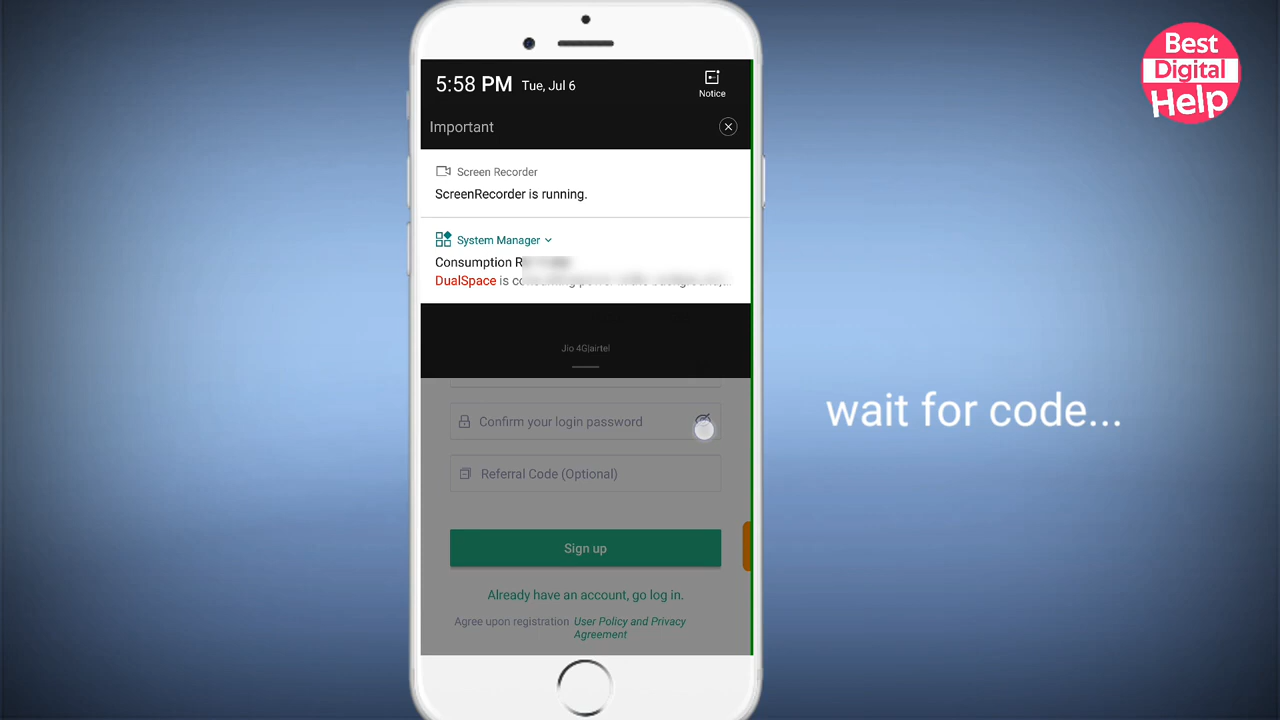 Best
Digital
Help
5:58 PM Tue, Jul 6
Notice
Important
Screen Recorder
ScreenRecorder is running.
System Manager
Consumption
DualSpace is
Jio 4G|airtel
Confirm your login password
Referral Code (Optional)
wait for code...
Sign up
Already have an account, go log in.
Agree upon registration User Policy and Privacy
Agreement